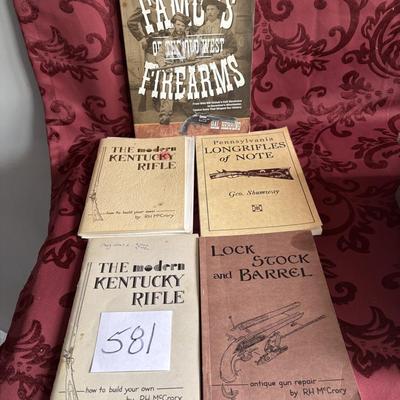 FAMOUS
OF THE OLD WEST
FIREARMS
HAL HERRING
THE modern
KENTUCKY
RIFLE
how to build your own
by RH McCrory
Pennsylvania
LONGRIFLES
of NOTE
Geo. Shumway
THE modern
KENTUCKY
RIFLE
581
how to build your own
by RH McCrory
LOCK
STOCK
and BARREL
antique gun repair
by RH McCrory